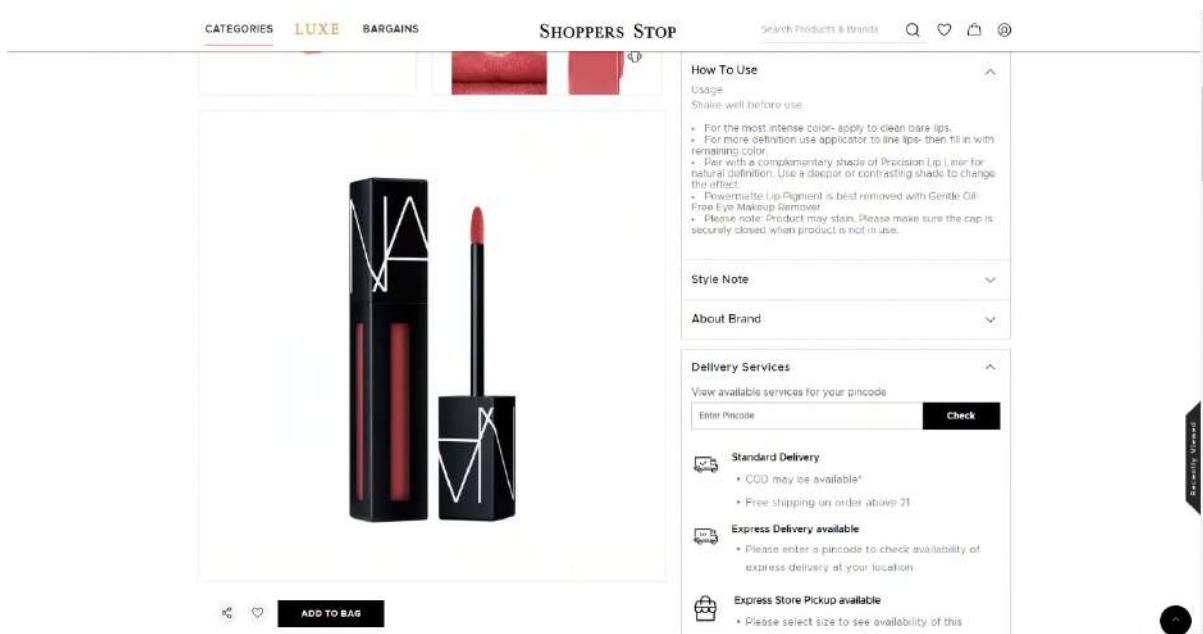 CATEGORIES LUXE BARGAINS SHOPPERS STOP Search Products & Brands
How To Use
Usage
Shake well before use.
• For the most intense color- apply to clean bare lips.
• For more definition use applicator to line lips- then fill in with
remaining color.
• Pair with a complementary shade of Precision Lip Liner for
natural definition. Use a deeper or contrasting shade to change
the effect.
• Powermatte Lip Pigment is best removed with Gentle Oil-
Free Eye Makeup Remover.
• Please note: Product may stain. Please make sure the cap is
securely closed when product is not in use.
Style Note
About Brand
Delivery Services
View available services for your pincode
Enter Pincode Check
Standard Delivery
• COD may be available*
• Free shipping on order above 21
Express Delivery available
• Please enter a pincode to check availability of
express delivery at your location
Express Store Pickup available
• Please select size to see availability of this
NA
ADD TO BAG
Recently Viewed